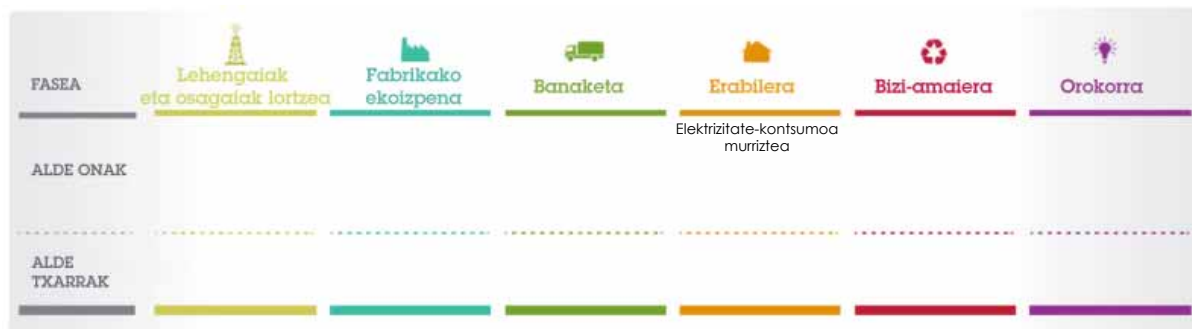 FASEA
Lehengaiak
eta osagaiak lortzea
Fabrikako
ekoizpena
Banaketa
Erabilera
Bizi-amaiera
Orokorra
ALDE ONAK
Elektrizitate-kontsumoa
murriztea
ALDE
TXARRAK